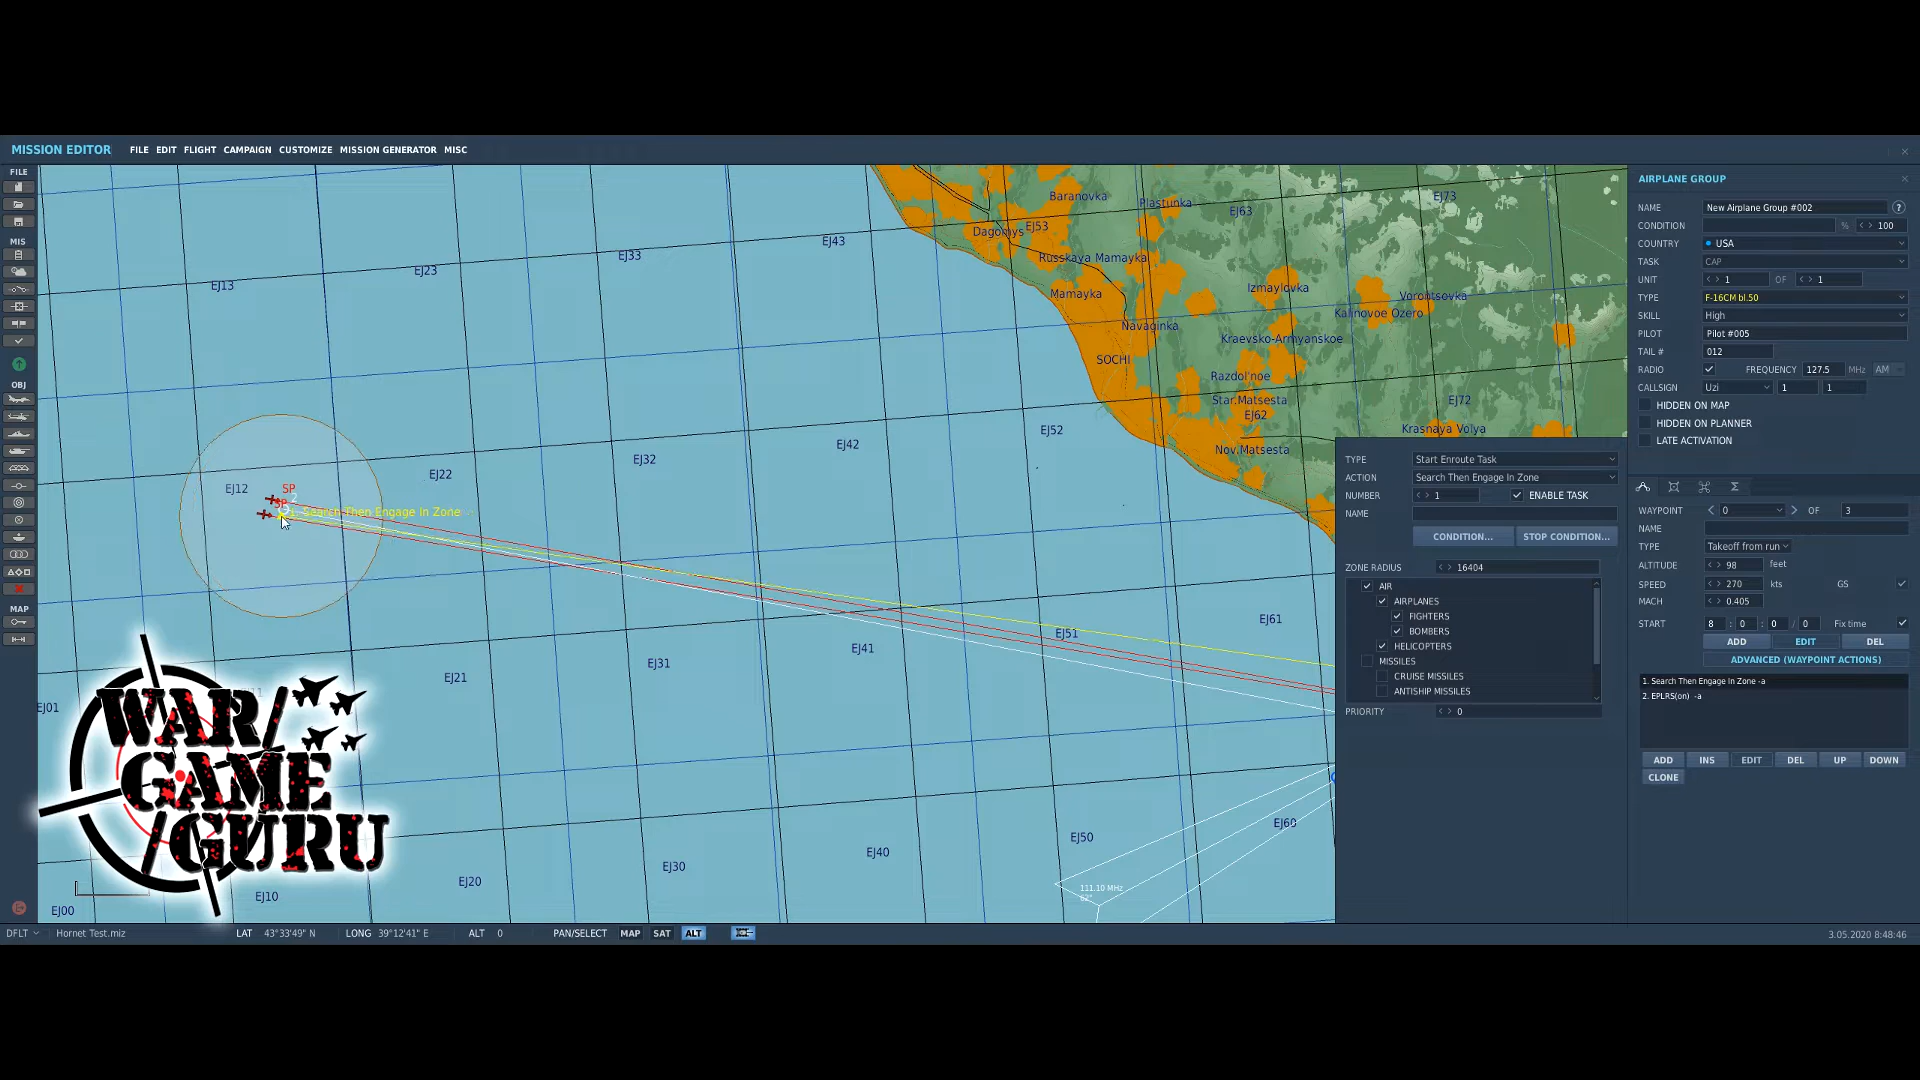 MISSION EDITOR FILE EDIT FLIGHT CAMPAIGN CUSTOMIZE MISSION GENERATOR MISC
FILE
MIS
OBJ
MAP
EJ13
EJ23
EJ33
EJ43
EJ53
EJ63
EJ73
Baranovka
Plastunka
Dagomys
Russkaya Mamayka
Mamayka
Izmaylovka
Vorontsovka
Kalinovoe Ozero
Navaginka
Kraevsko-Armyanskoe
SOCHI
Razdol'noe
Star.Matsesta
EJ62
EJ72
Krasnaya Volya
Nov.Matsesta
EJ12
EJ22
EJ32
EJ42
EJ52
SP
SP
2
1. Search Then Engage In Zone
EJ01
EJ11
EJ21
EJ31
EJ41
EJ51
EJ61
EJ00
EJ10
EJ20
EJ30
EJ40
EJ50
EJ60
111.10 MHz
62°
WAR/
GAME
/GURU
TYPE Start Enroute Task
ACTION Search Then Engage In Zone
NUMBER < > 1 ENABLE TASK
NAME
CONDITION... STOP CONDITION...
ZONE RADIUS < > 16404
AIR
AIRPLANES
FIGHTERS
BOMBERS
HELICOPTERS
MISSILES
CRUISE MISSILES
ANTISHIP MISSILES
PRIORITY < > 0
AIRPLANE GROUP
NAME New Airplane Group #002 ?
CONDITION % < > 100
COUNTRY USA
TASK CAP
UNIT < > 1 OF < > 1
TYPE F-16CM bl.50
SKILL High
PILOT Pilot #005
TAIL # 012
RADIO FREQUENCY 127.5 MHz AM
CALLSIGN Uzi 1 1
HIDDEN ON MAP
HIDDEN ON PLANNER
LATE ACTIVATION
WAYPOINT < 0 > OF 3
NAME
TYPE Takeoff from run
ALTITUDE < > 98 feet
SPEED < > 270 kts GS
MACH < > 0.405
START 8 : 0 : 0 / 0 Fix time
ADD EDIT DEL
ADVANCED (WAYPOINT ACTIONS)
1. Search Then Engage In Zone -a
2. EPLRS(on) -a
ADD INS EDIT DEL UP DOWN
CLONE
DFLT Hornet Test.miz LAT 43°33'49" N LONG 39°12'41" E ALT 0 PAN/SELECT MAP SAT ALT 3.05.2020 8:48:46